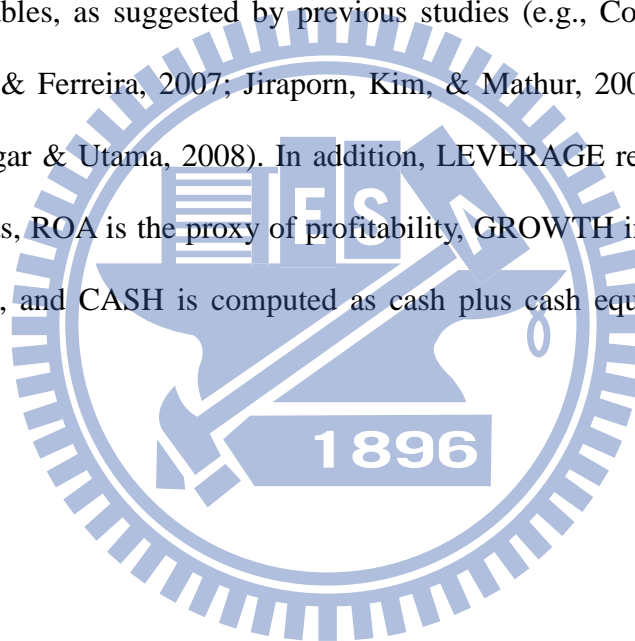 bles, as suggested by previous studies (e.g., Co
& Ferreira, 2007; Jiraporn, Kim, & Mathur, 200
gar & Utama, 2008). In addition, LEVERAGE re
s, ROA is the proxy of profitability, GROWTH i
, and CASH is computed as cash plus cash equ
E S A
1896